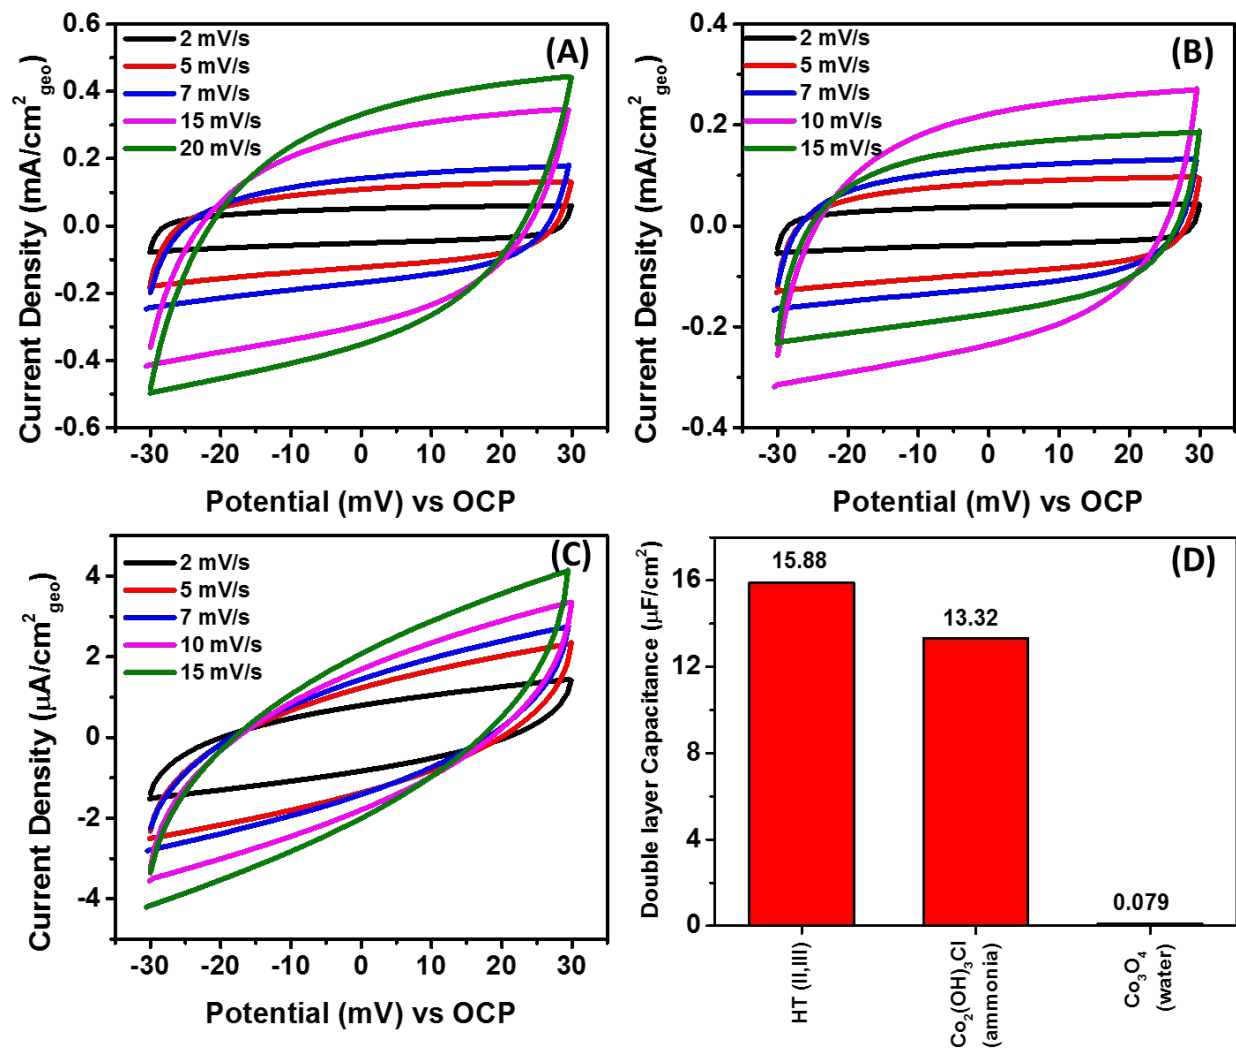 (A)
2 mV/s
5 mV/s
7 mV/s
15 mV/s
20 mV/s
0.6
0.4
0.2
0.0
-0.2
-0.4
-0.6
Current Density (mA/cm²geo)
-30 -20 -10 0 10 20 30
Potential (mV) vs OCP
(B)
2 mV/s
5 mV/s
7 mV/s
10 mV/s
15 mV/s
0.4
0.2
0.0
-0.2
-0.4
Current Density (mA/cm²geo)
-30 -20 -10 0 10 20 30
Potential (mV) vs OCP
(C)
2 mV/s
5 mV/s
7 mV/s
10 mV/s
15 mV/s
4
2
0
-2
-4
Current Density (μA/cm²geo)
-30 -20 -10 0 10 20 30
Potential (mV) vs OCP
(D)
15.88
13.32
0.079
16
12
8
4
0
Double layer Capacitance (μF/cm²)
HT (II,III)
Co₂(OH)₃Cl
(ammonia)
Co₃O₄
(water)